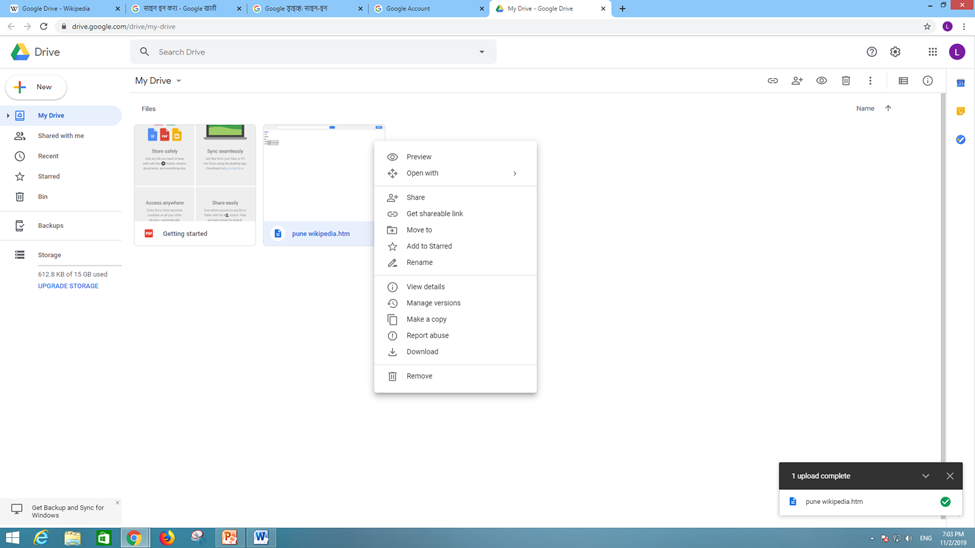 Google Drive - Wikipedia
साइन इन करा - Google खाती
Google Account
My Drive - Google Drive
drive.google.com/drive/my-drive
L
Drive
Search Drive
L
New
My Drive
My Drive
Shared with me
Recent
Starred
Bin
Backups
Storage
612.8 KB of 15 GB used
UPGRADE STORAGE
Files
Name
Store safely
Sync seamlessly
Access anywhere
Share easily
PDF
Getting started
pune wikipedia.htm
Preview
Open with
Share
Get shareable link
Move to
Add to Starred
Rename
View details
Manage versions
Make a copy
Report abuse
Download
Remove
1 upload complete
pune wikipedia.htm
Get Backup and Sync for
Windows
ENG
7:03 PM
11/2/2019